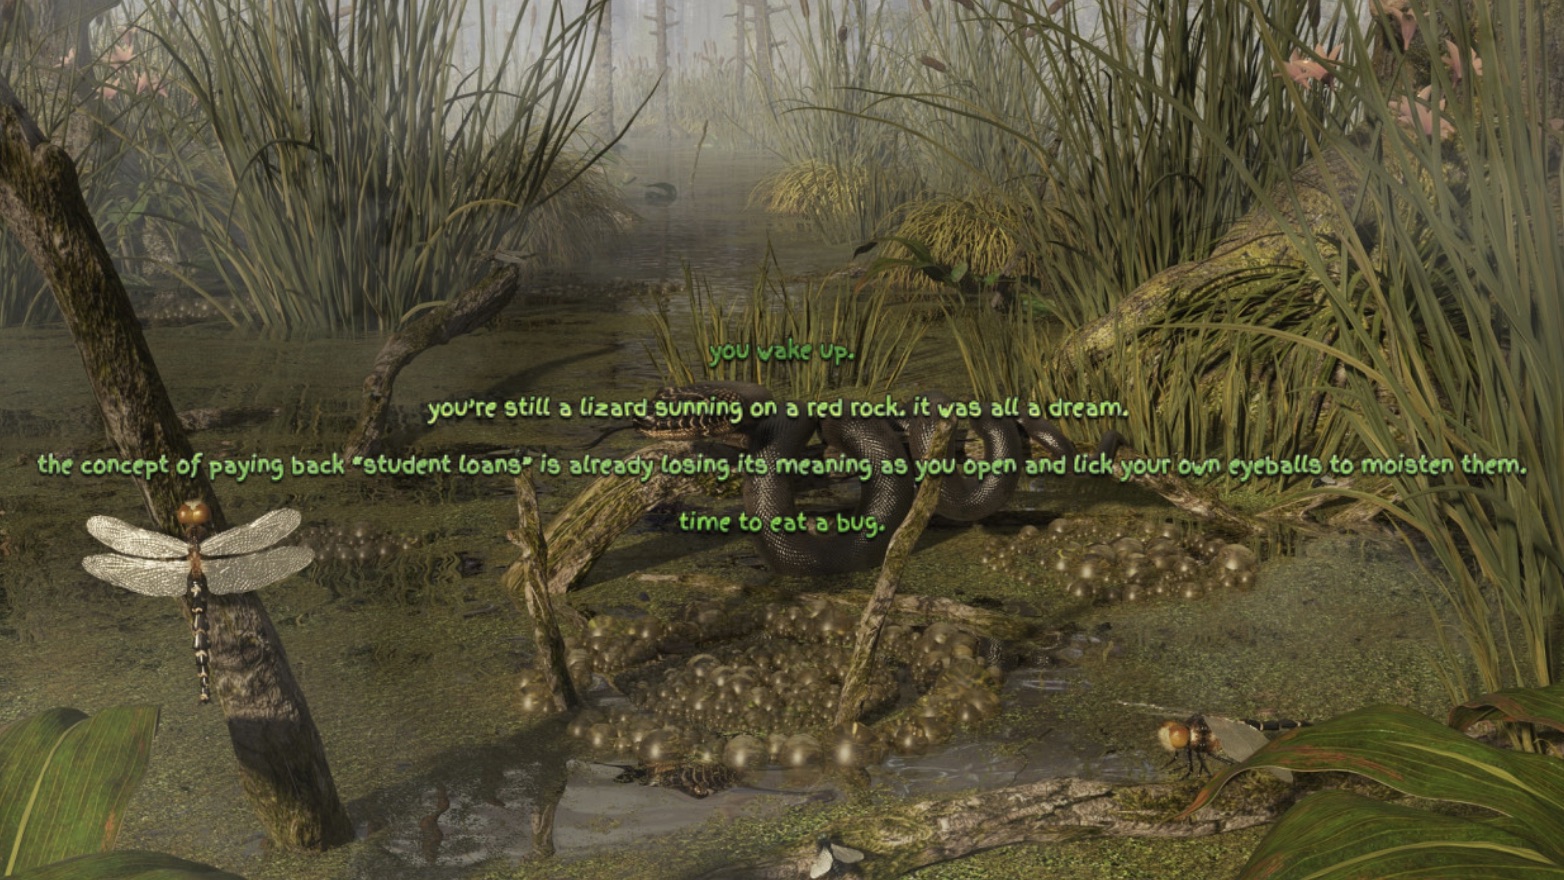 you wake up.
you're still a lizard sunning on a red rock. it was all a dream.
the concept of paying back "student loans" is already losing its meaning as you open and lick your own eyeballs to moisten them.
time to eat a bug.